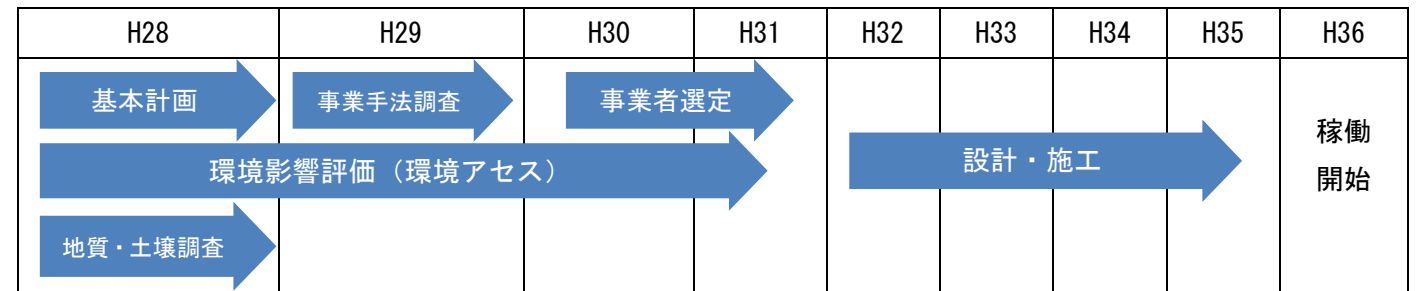 H28 H29 H30 H31 H32 H33 H34 H35 H36
基本計画 事業手法調査 事業者選定
環境影響評価（環境アセス） 設計・施工
地質・土壌調査
稼働
開始